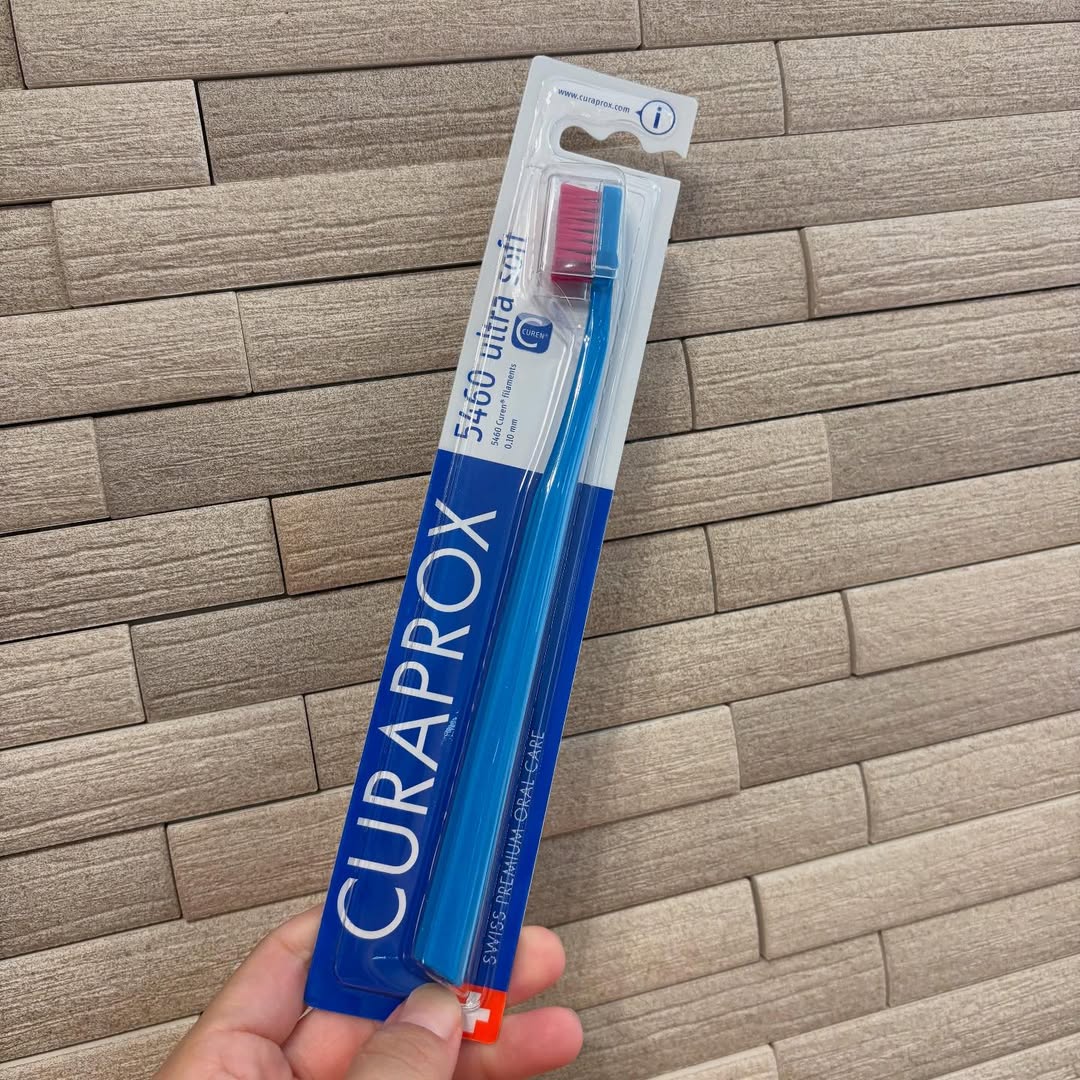 www.curaprox.com
i
5460 ultra soft
CUREN®
5460 Curen® filaments
0.10 mm
CURAPROX
SWISS PREMIUM ORAL CARE